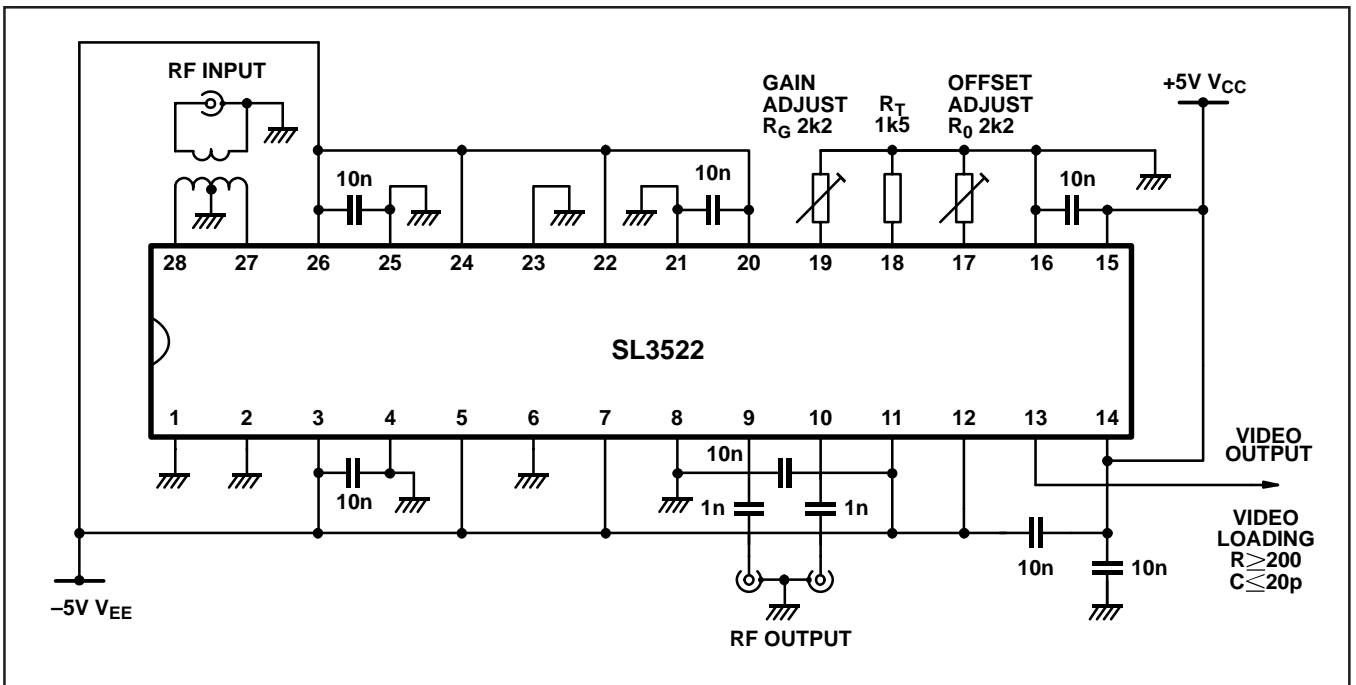 RF INPUT
GAIN
ADJUST
RG 2k2
RT
1k5
OFFSET
ADJUST
R0 2k2
+5V VCC
10n
10n
10n
28 27 26 25 24 23 22 21 20 19 18 17 16 15
SL3522
1 2 3 4 5 6 7 8 9 10 11 12 13 14
10n
10n
1n
1n
10n
10n
VIDEO
OUTPUT
VIDEO
LOADING
R≥200
C≤20p
–5V VEE
RF OUTPUT